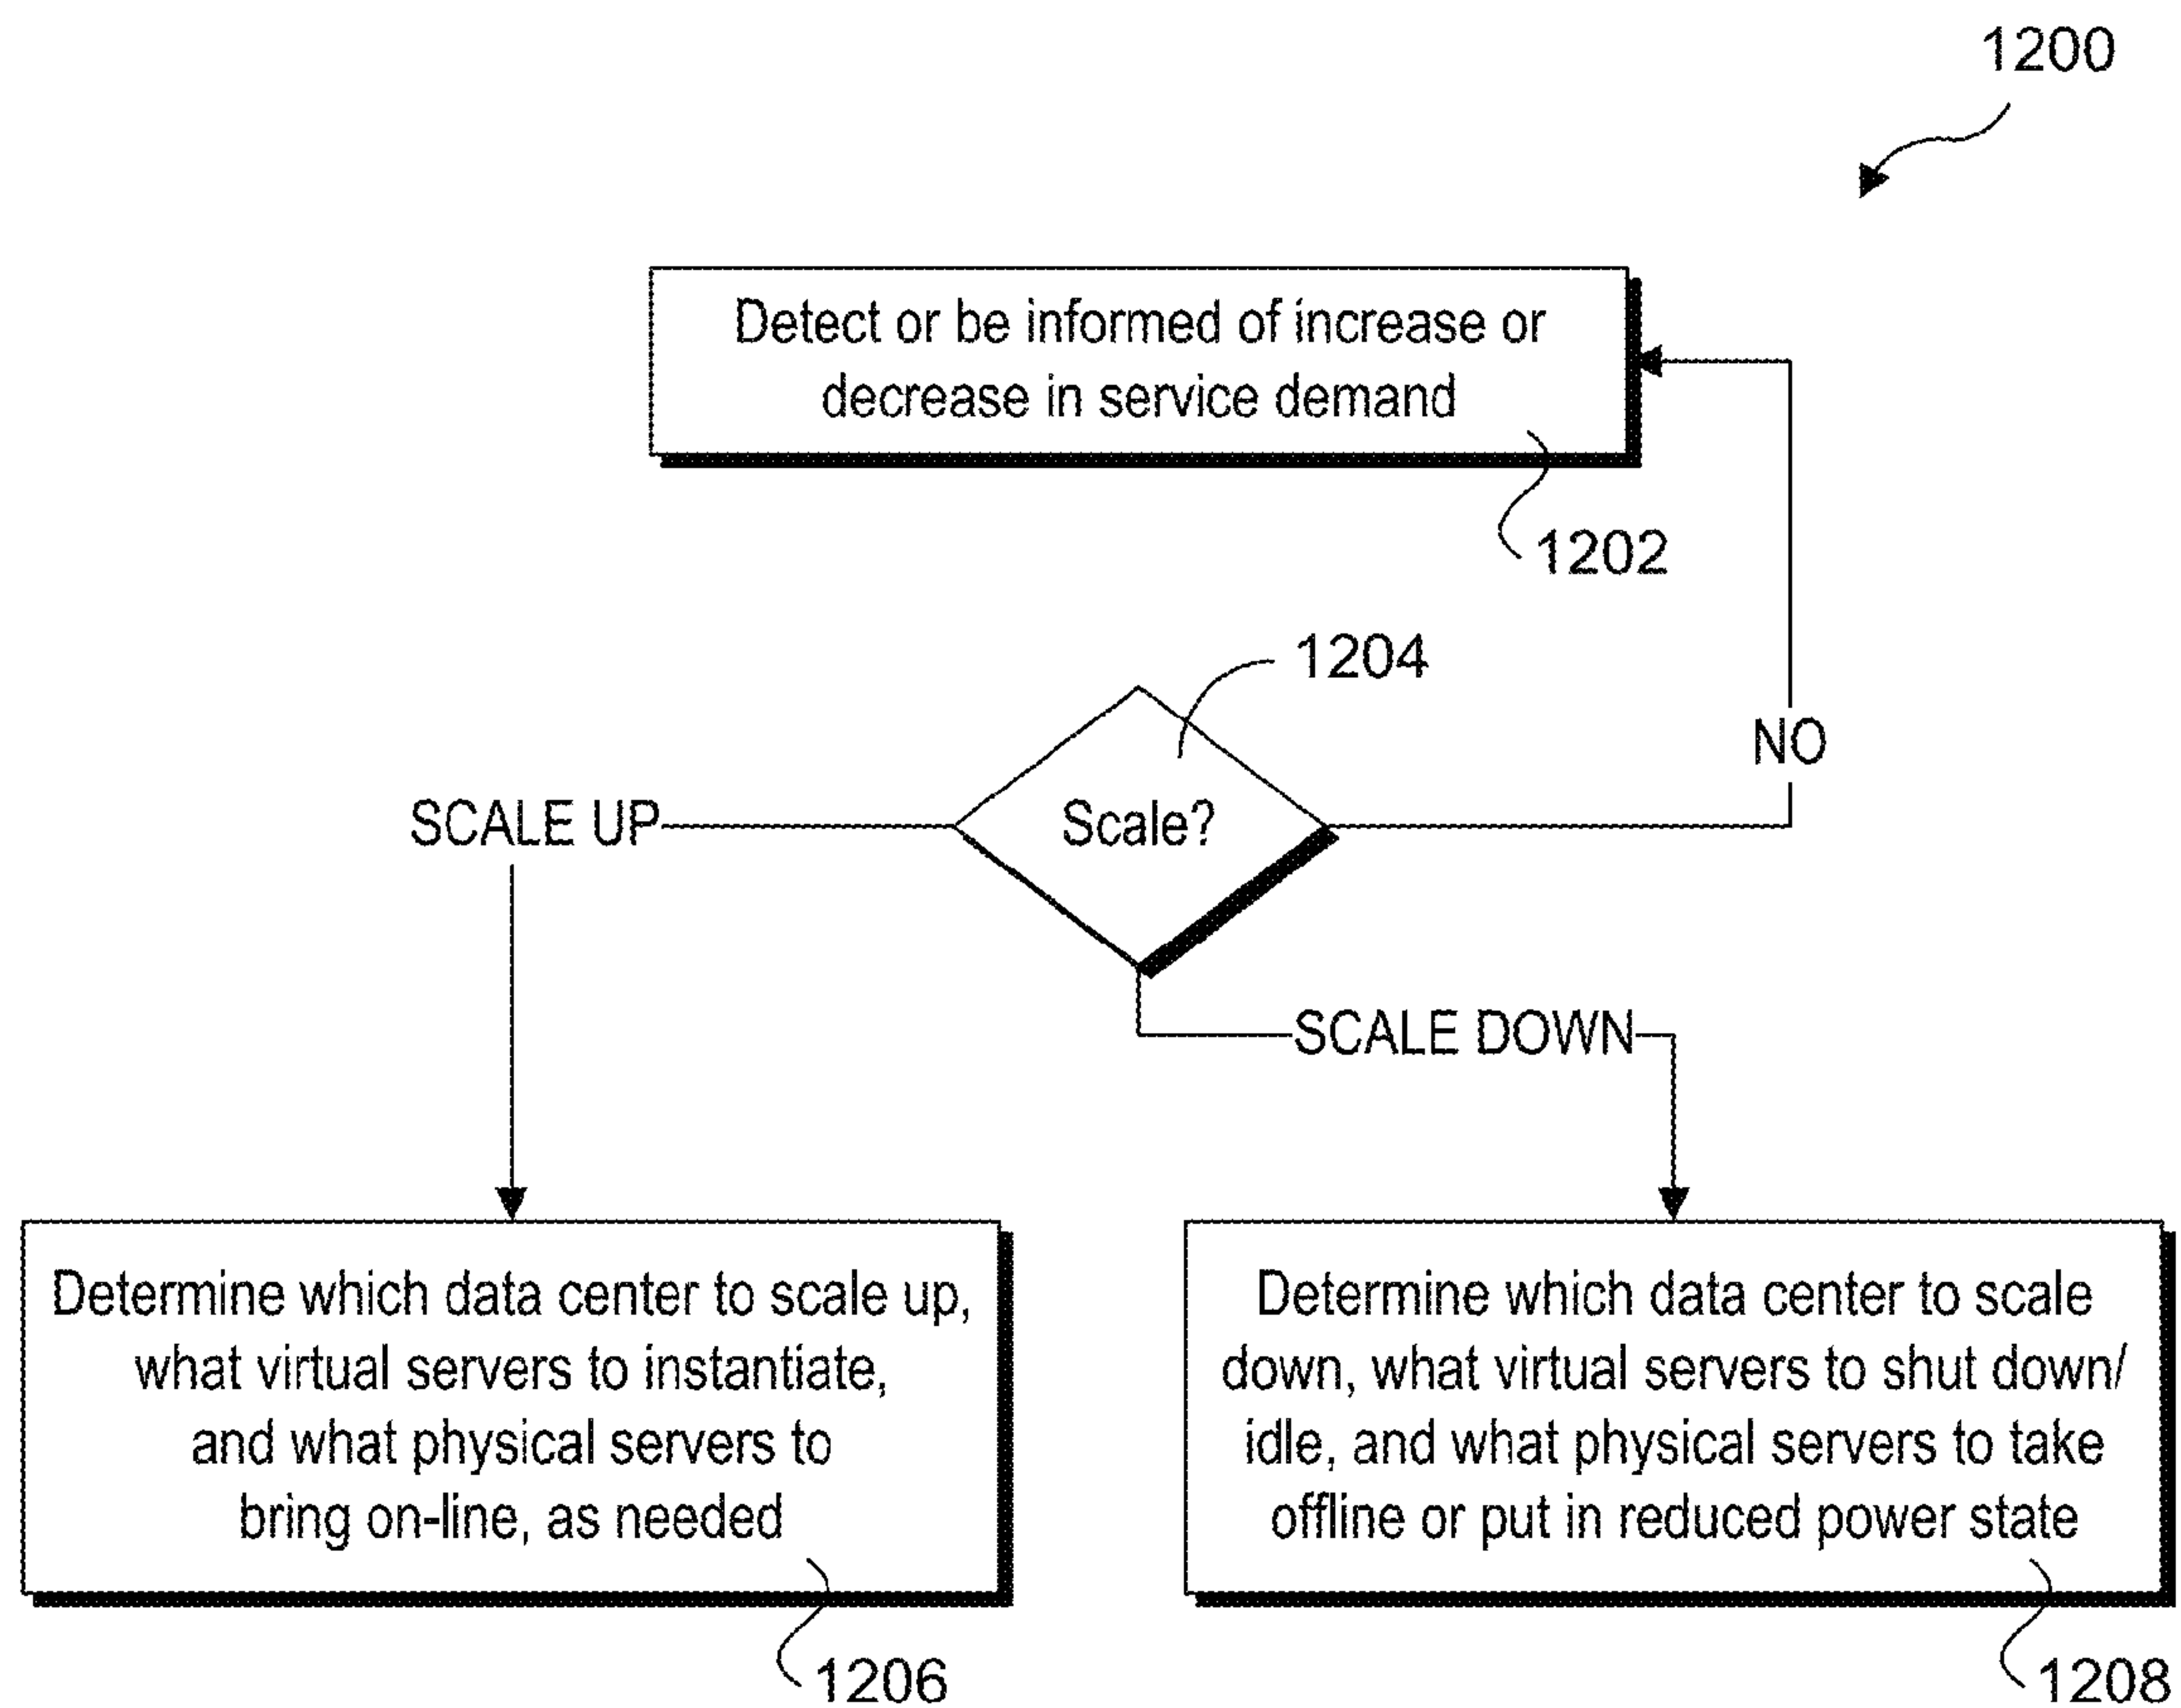 1200
Detect or be informed of increase or
decrease in service demand
1202
1204
NO
SCALE UP
Scale?
SCALE DOWN
Determine which data center to scale up,
what virtual servers to instantiate,
and what physical servers to
bring on-line, as needed
1206
Determine which data center to scale
down, what virtual servers to shut down/
idle, and what physical servers to take
offline or put in reduced power state
1208